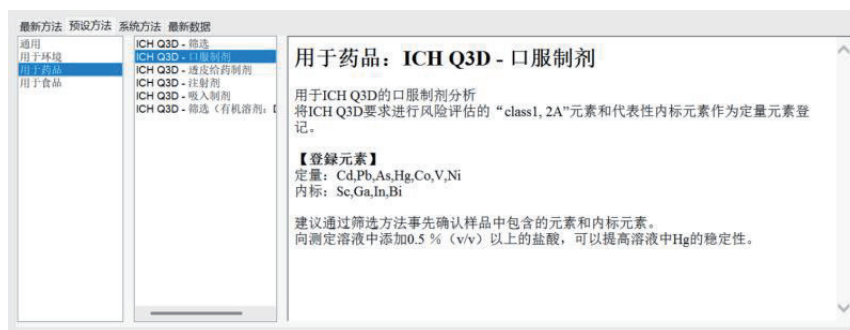 最新方法 预设方法 系统方法 最新数据
通用
用于环境
用于药品
用于食品
ICH Q3D - 筛选
ICH Q3D - 口服制剂
ICH Q3D - 透皮给药制剂
ICH Q3D - 注射剂
ICH Q3D - 吸入制剂
ICH Q3D - 筛选（有机溶剂：D
用于药品：ICH Q3D - 口服制剂
用于ICH Q3D的口服制剂分析
将ICH Q3D要求进行风险评估的“class1, 2A”元素和代表性内标元素作为定量元素登
记。
【登録元素】
定量：Cd,Pb,As,Hg,Co,V,Ni
内标：Sc,Ga,In,Bi
建议通过筛选方法事先确认样品中包含的元素和内标元素。
向测定溶液中添加0.5 %（v/v）以上的盐酸，可以提高溶液中Hg的稳定性。